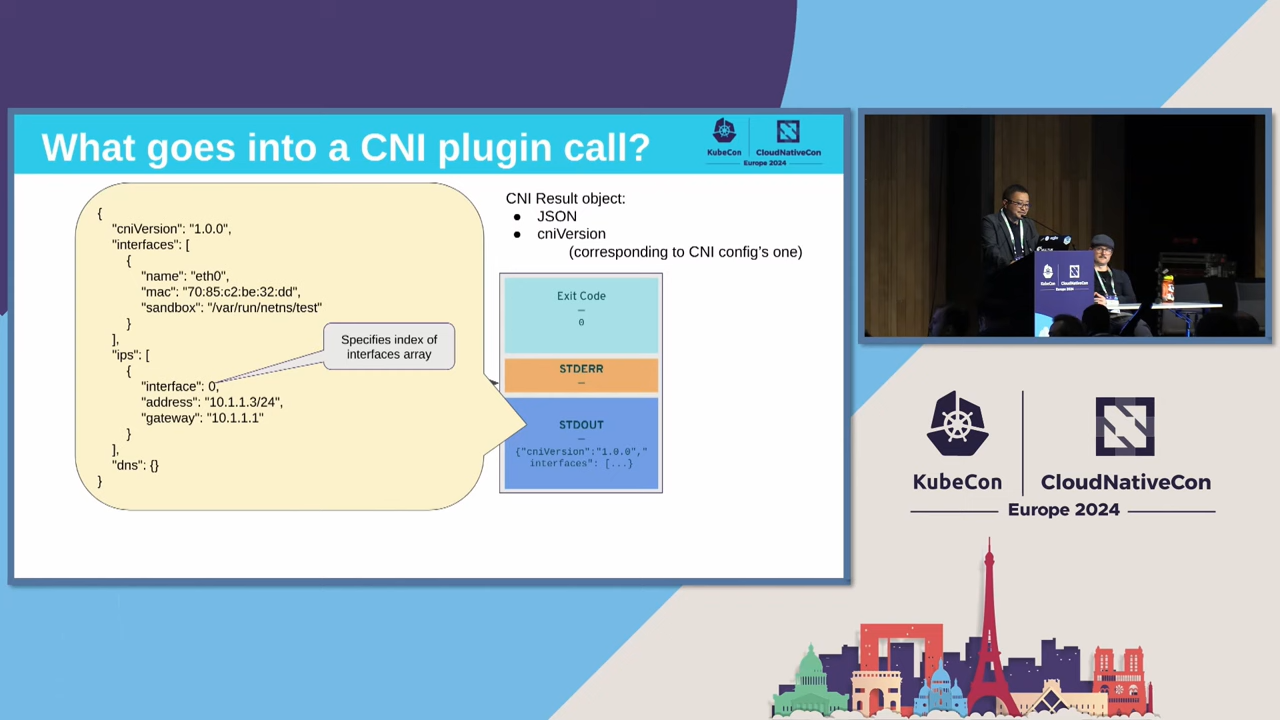 What goes into a CNI plugin call?
KubeCon
CloudNativeCon
Europe 2024
{
"cniVersion": "1.0.0",
"interfaces": [
{
"name": "eth0",
"mac": "70:85:c2:be:32:dd",
"sandbox": "/var/run/netns/test"
}
],
"ips": [
{
"interface": 0,
"address": "10.1.1.3/24",
"gateway": "10.1.1.1"
}
],
"dns": {}
}
Specifies index of
interfaces array
CNI Result object:
● JSON
● cniVersion
(corresponding to CNI config's one)
Exit Code
—
0
STDERR
—
STDOUT
—
{"cniVersion":"1.0.0","
interfaces": [...]}
KubeCon
CloudNativeCon
Europe 2024